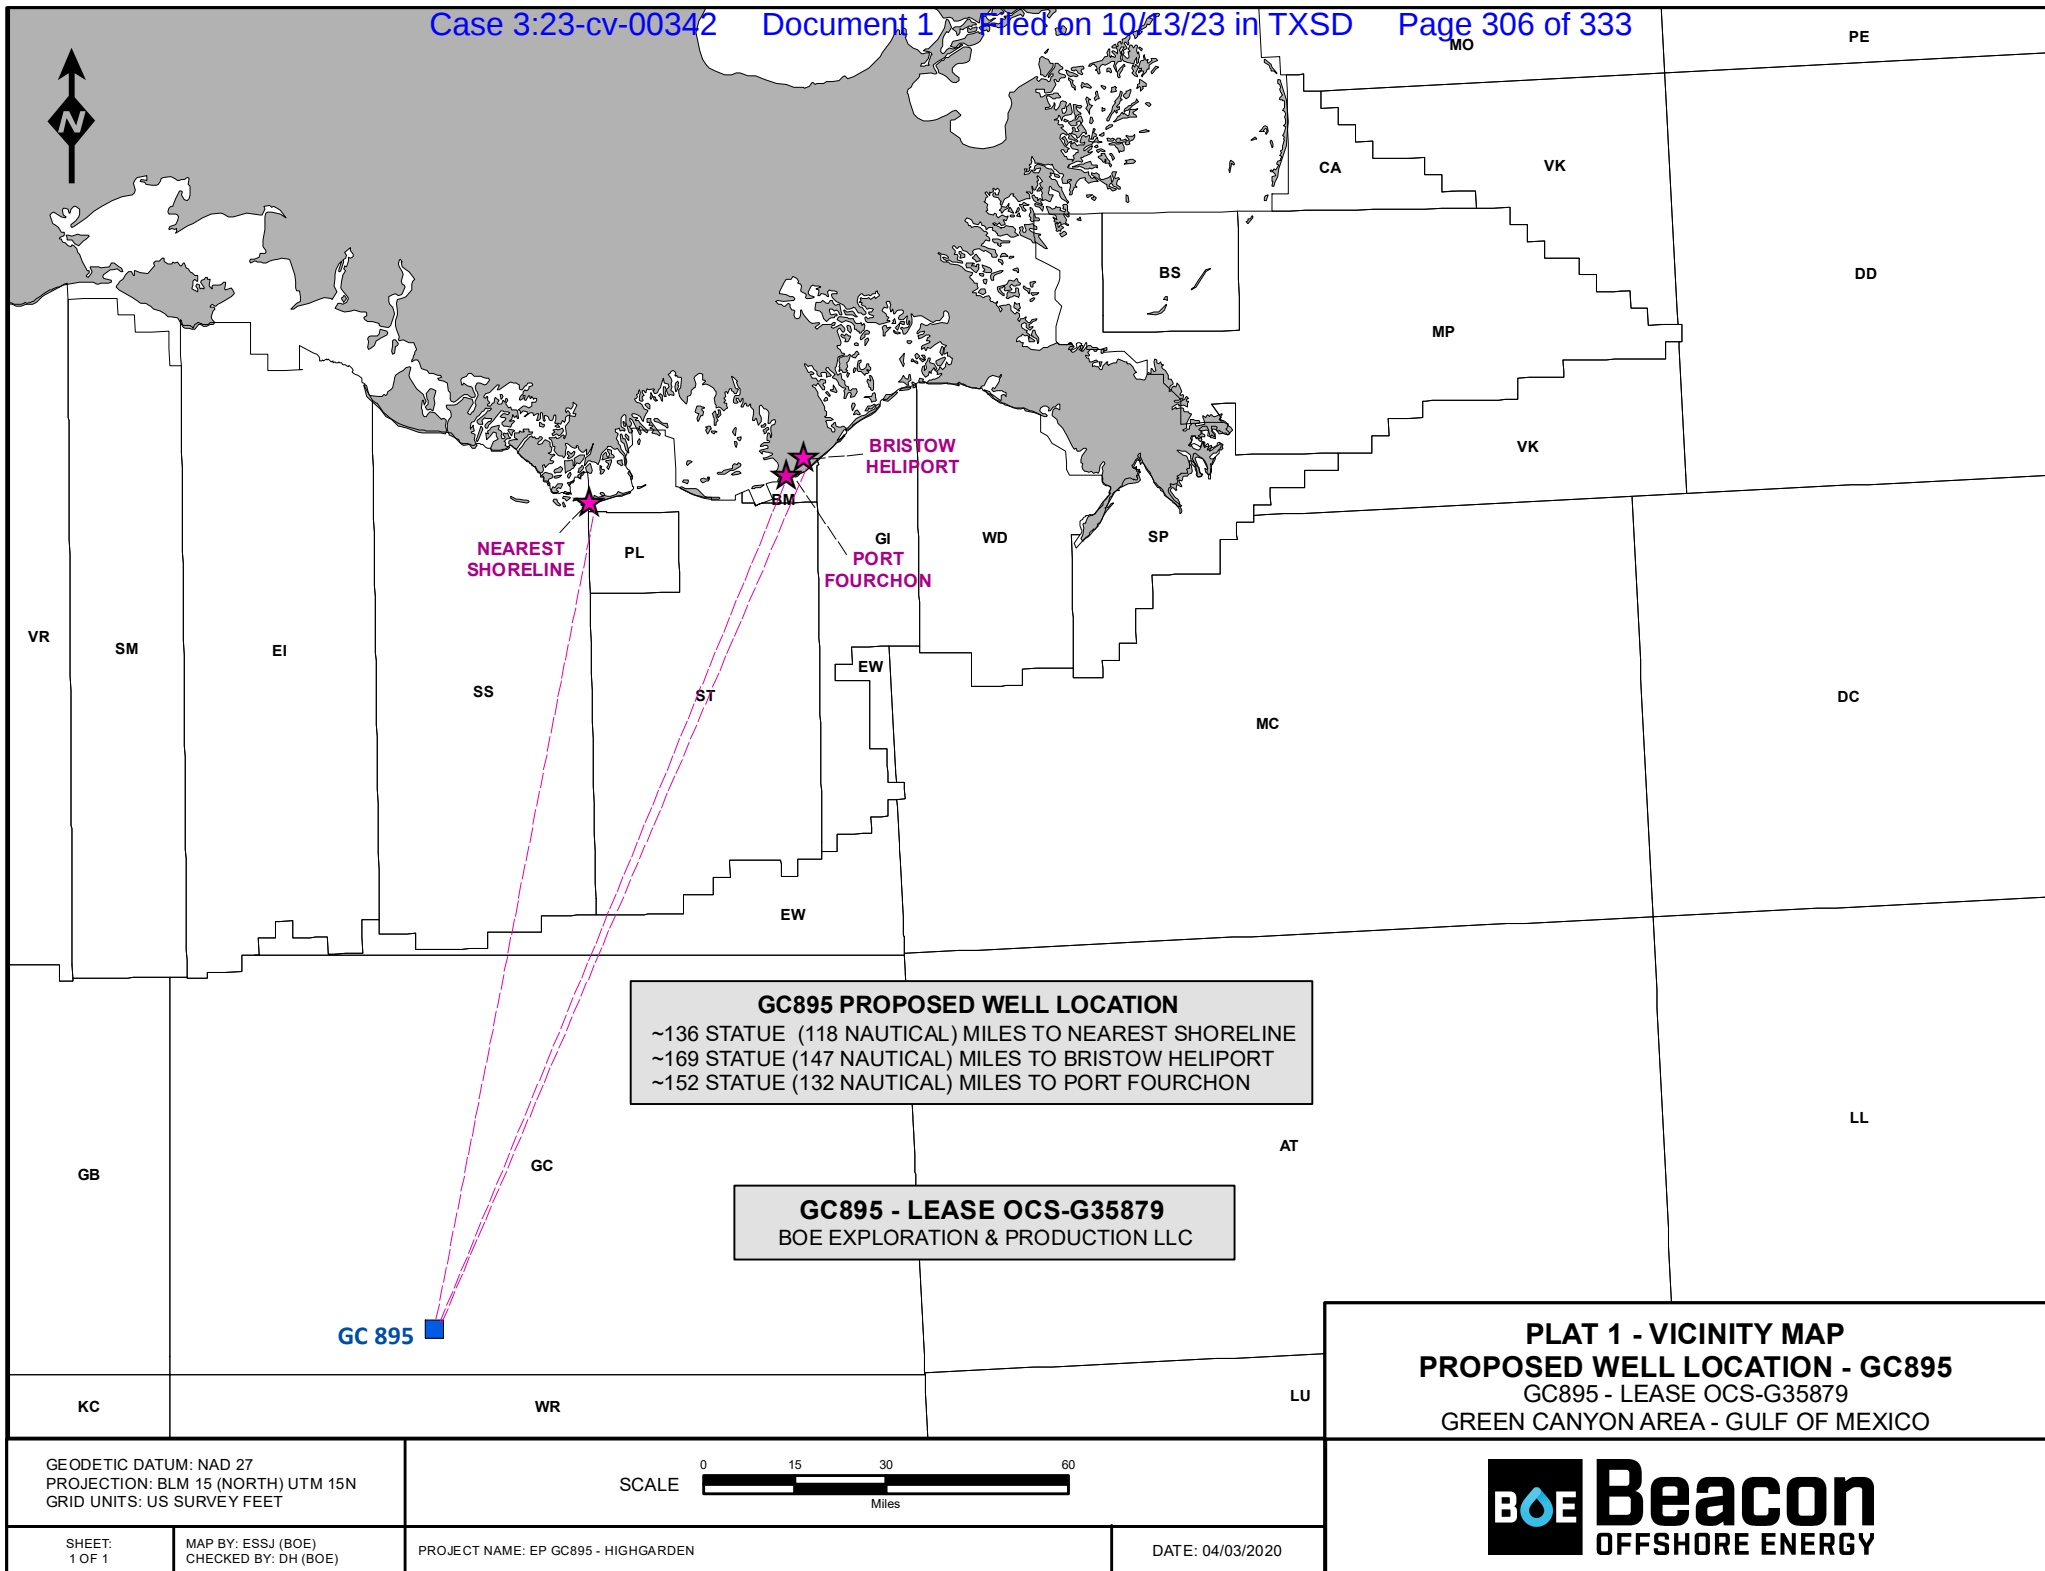 Case 3:23-cv-00342 Document 1 Filed on 10/13/23 in TXSD Page 306 of 333
N
MO
PE
CA
VK
BS
DD
MP
VK
BRISTOW
HELIPORT
BM
NEAREST
SHORELINE
PL
GI
PORT
FOURCHON
WD
SP
VR
SM
EI
SS
ST
EW
MC
DC
EW
GC895 PROPOSED WELL LOCATION
~136 STATUE (118 NAUTICAL) MILES TO NEAREST SHORELINE
~169 STATUE (147 NAUTICAL) MILES TO BRISTOW HELIPORT
~152 STATUE (132 NAUTICAL) MILES TO PORT FOURCHON
GB
GC
AT
LL
GC895 - LEASE OCS-G35879
BOE EXPLORATION & PRODUCTION LLC
GC 895
KC
WR
LU
PLAT 1 - VICINITY MAP
PROPOSED WELL LOCATION - GC895
GC895 - LEASE OCS-G35879
GREEN CANYON AREA - GULF OF MEXICO
GEODETIC DATUM: NAD 27
PROJECTION: BLM 15 (NORTH) UTM 15N
GRID UNITS: US SURVEY FEET
SCALE
0 15 30 60
Miles
BOE Beacon
OFFSHORE ENERGY
SHEET:
1 OF 1
MAP BY: ESSJ (BOE)
CHECKED BY: DH (BOE)
PROJECT NAME: EP GC895 - HIGHGARDEN
DATE: 04/03/2020